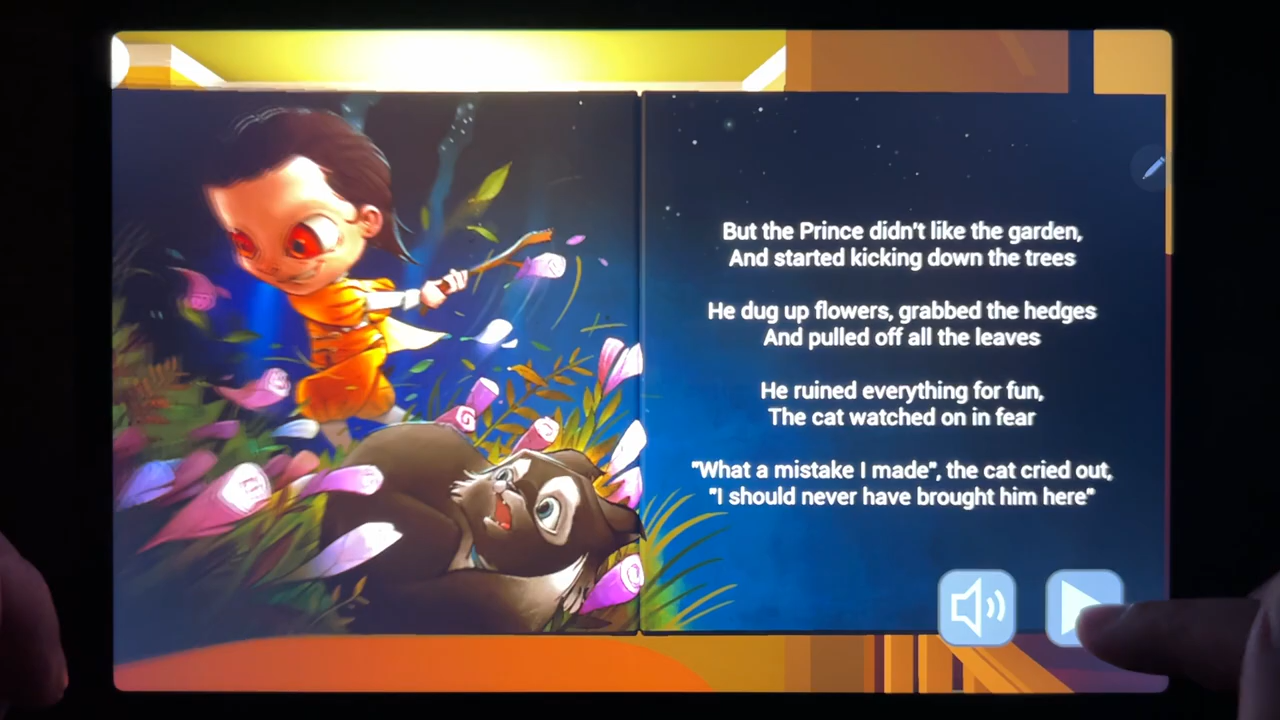 But the Prince didn't like the garden,
And started kicking down the trees
He dug up flowers, grabbed the hedges
And pulled off all the leaves
He ruined everything for fun,
The cat watched on in fear
"What a mistake I made", the cat cried out,
"I should never have brought him here"